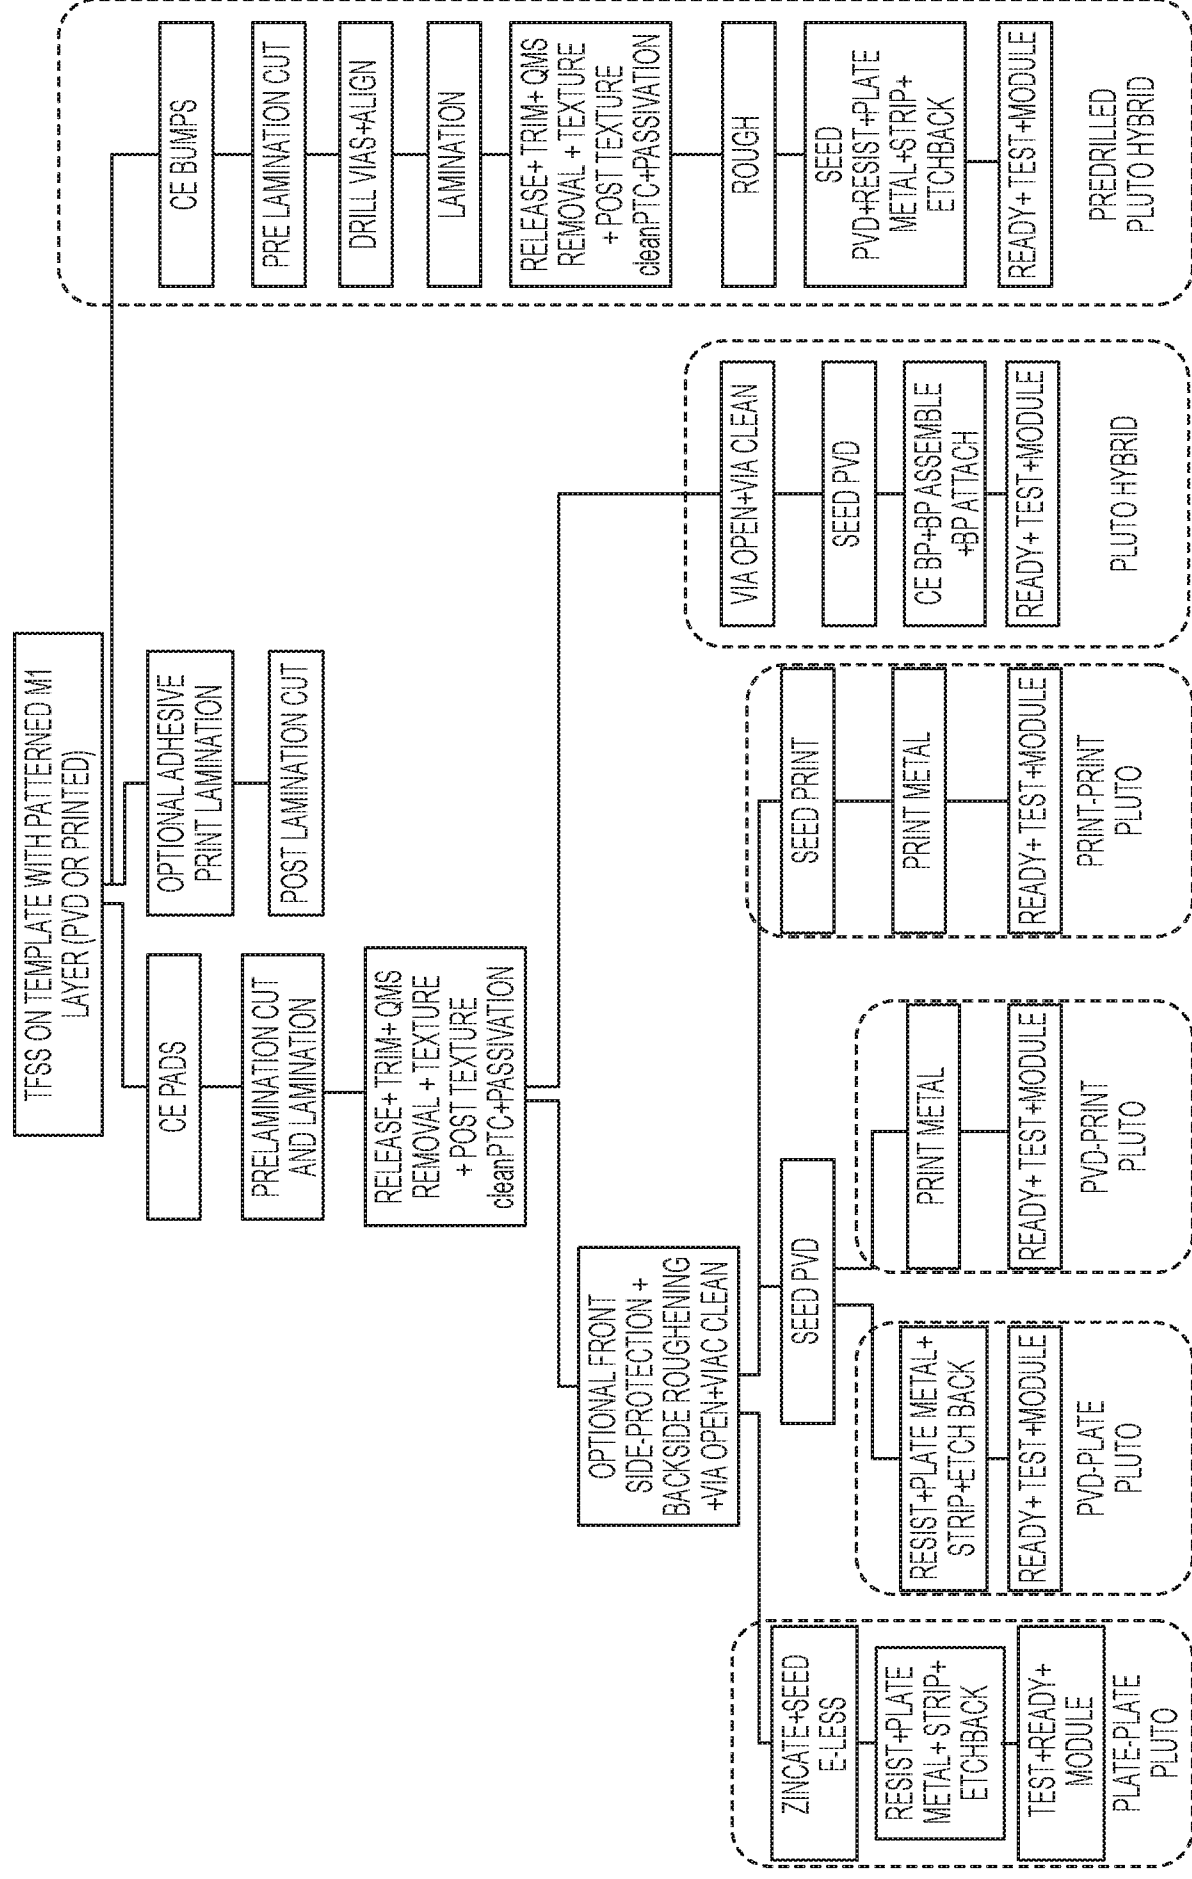 TFSS ON TEMPLATE WITH PATTERNED M1
LAYER (PVD OR PRINTED)
CE PADS
PRELAMINATION CUT
AND LAMINATION
RELEASE+ TRIM+ QMS
REMOVAL + TEXTURE
+ POST TEXTURE
cleanPTC+PASSIVATION
OPTIONAL ADHESIVE
PRINT LAMINATION
POST LAMINATION CUT
OPTIONAL FRONT
SIDE-PROTECTION +
BACKSIDE ROUGHENING
+VIA OPEN+VIAC CLEAN
ZINCATE+SEED
E-LESS
RESIST+PLATE
METAL+ STRIP+
ETCHBACK
TEST+READY+
MODULE
PLATE-PLATE
PLUTO
SEED PVD
RESIST+PLATE METAL+
STRIP+ETCH BACK
READY+TEST+MODULE
PVD-PLATE
PLUTO
PRINT METAL
READY+ TEST+MODULE
PVD-PRINT
PLUTO
SEED PRINT
PRINT METAL
READY+ TEST+MODULE
PRINT-PRINT
PLUTO
VIA OPEN+VIA CLEAN
SEED PVD
CE BP+BP ASSEMBLE
+BP ATTACH
READY+ TEST+MODULE
PLUTO HYBRID
CE BUMPS
PRE LAMINATION CUT
DRILL VIAS+ALIGN
LAMINATION
RELEASE+ TRIM+ QMS
REMOVAL + TEXTURE
+ POST TEXTURE
cleanPTC+PASSIVATION
ROUGH
SEED
PVD+RESIST+PLATE
METAL+STRIP+
ETCHBACK
READY+ TEST+MODULE
PREDRILLED
PLUTO HYBRID